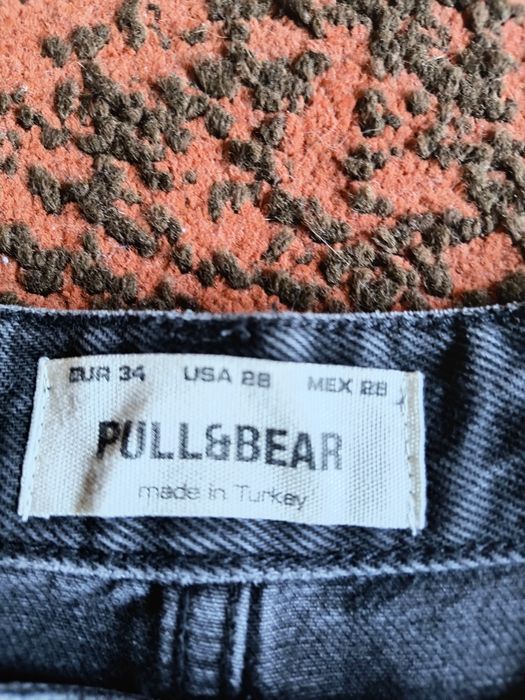 EUR 34 USA 28 MEX 28
PULL&BEAR
made in Turkey